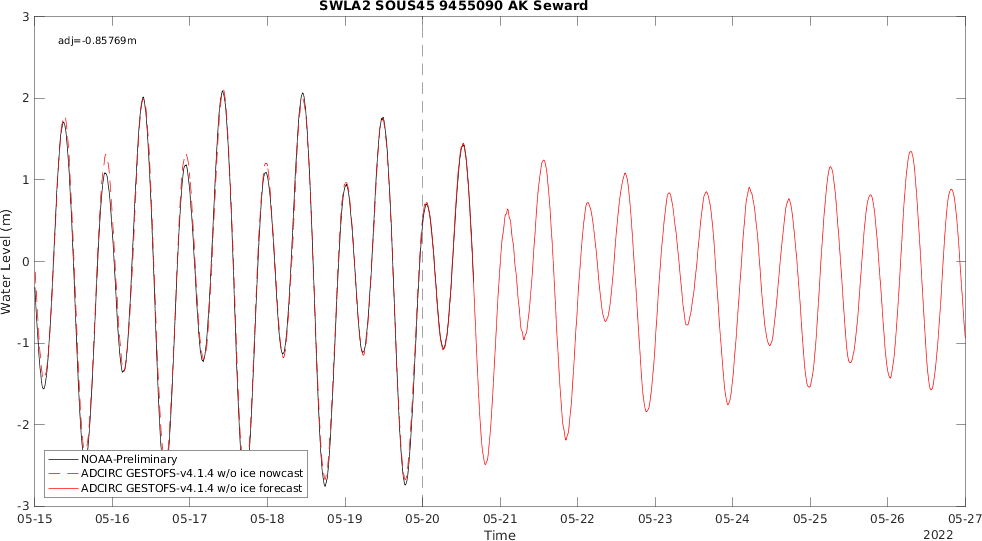 SWLA2 SOUS45 9455090 AK Seward
adj=-0.85769m
3
2
1
0
-1
-2
-3
Water Level (m)
NOAA-Preliminary
ADCIRC GESTOFS-v4.1.4 w/o ice nowcast
ADCIRC GESTOFS-v4.1.4 w/o ice forecast
05-15 05-16 05-17 05-18 05-19 05-20 05-21 05-22 05-23 05-24 05-25 05-26 05-27
Time
2022